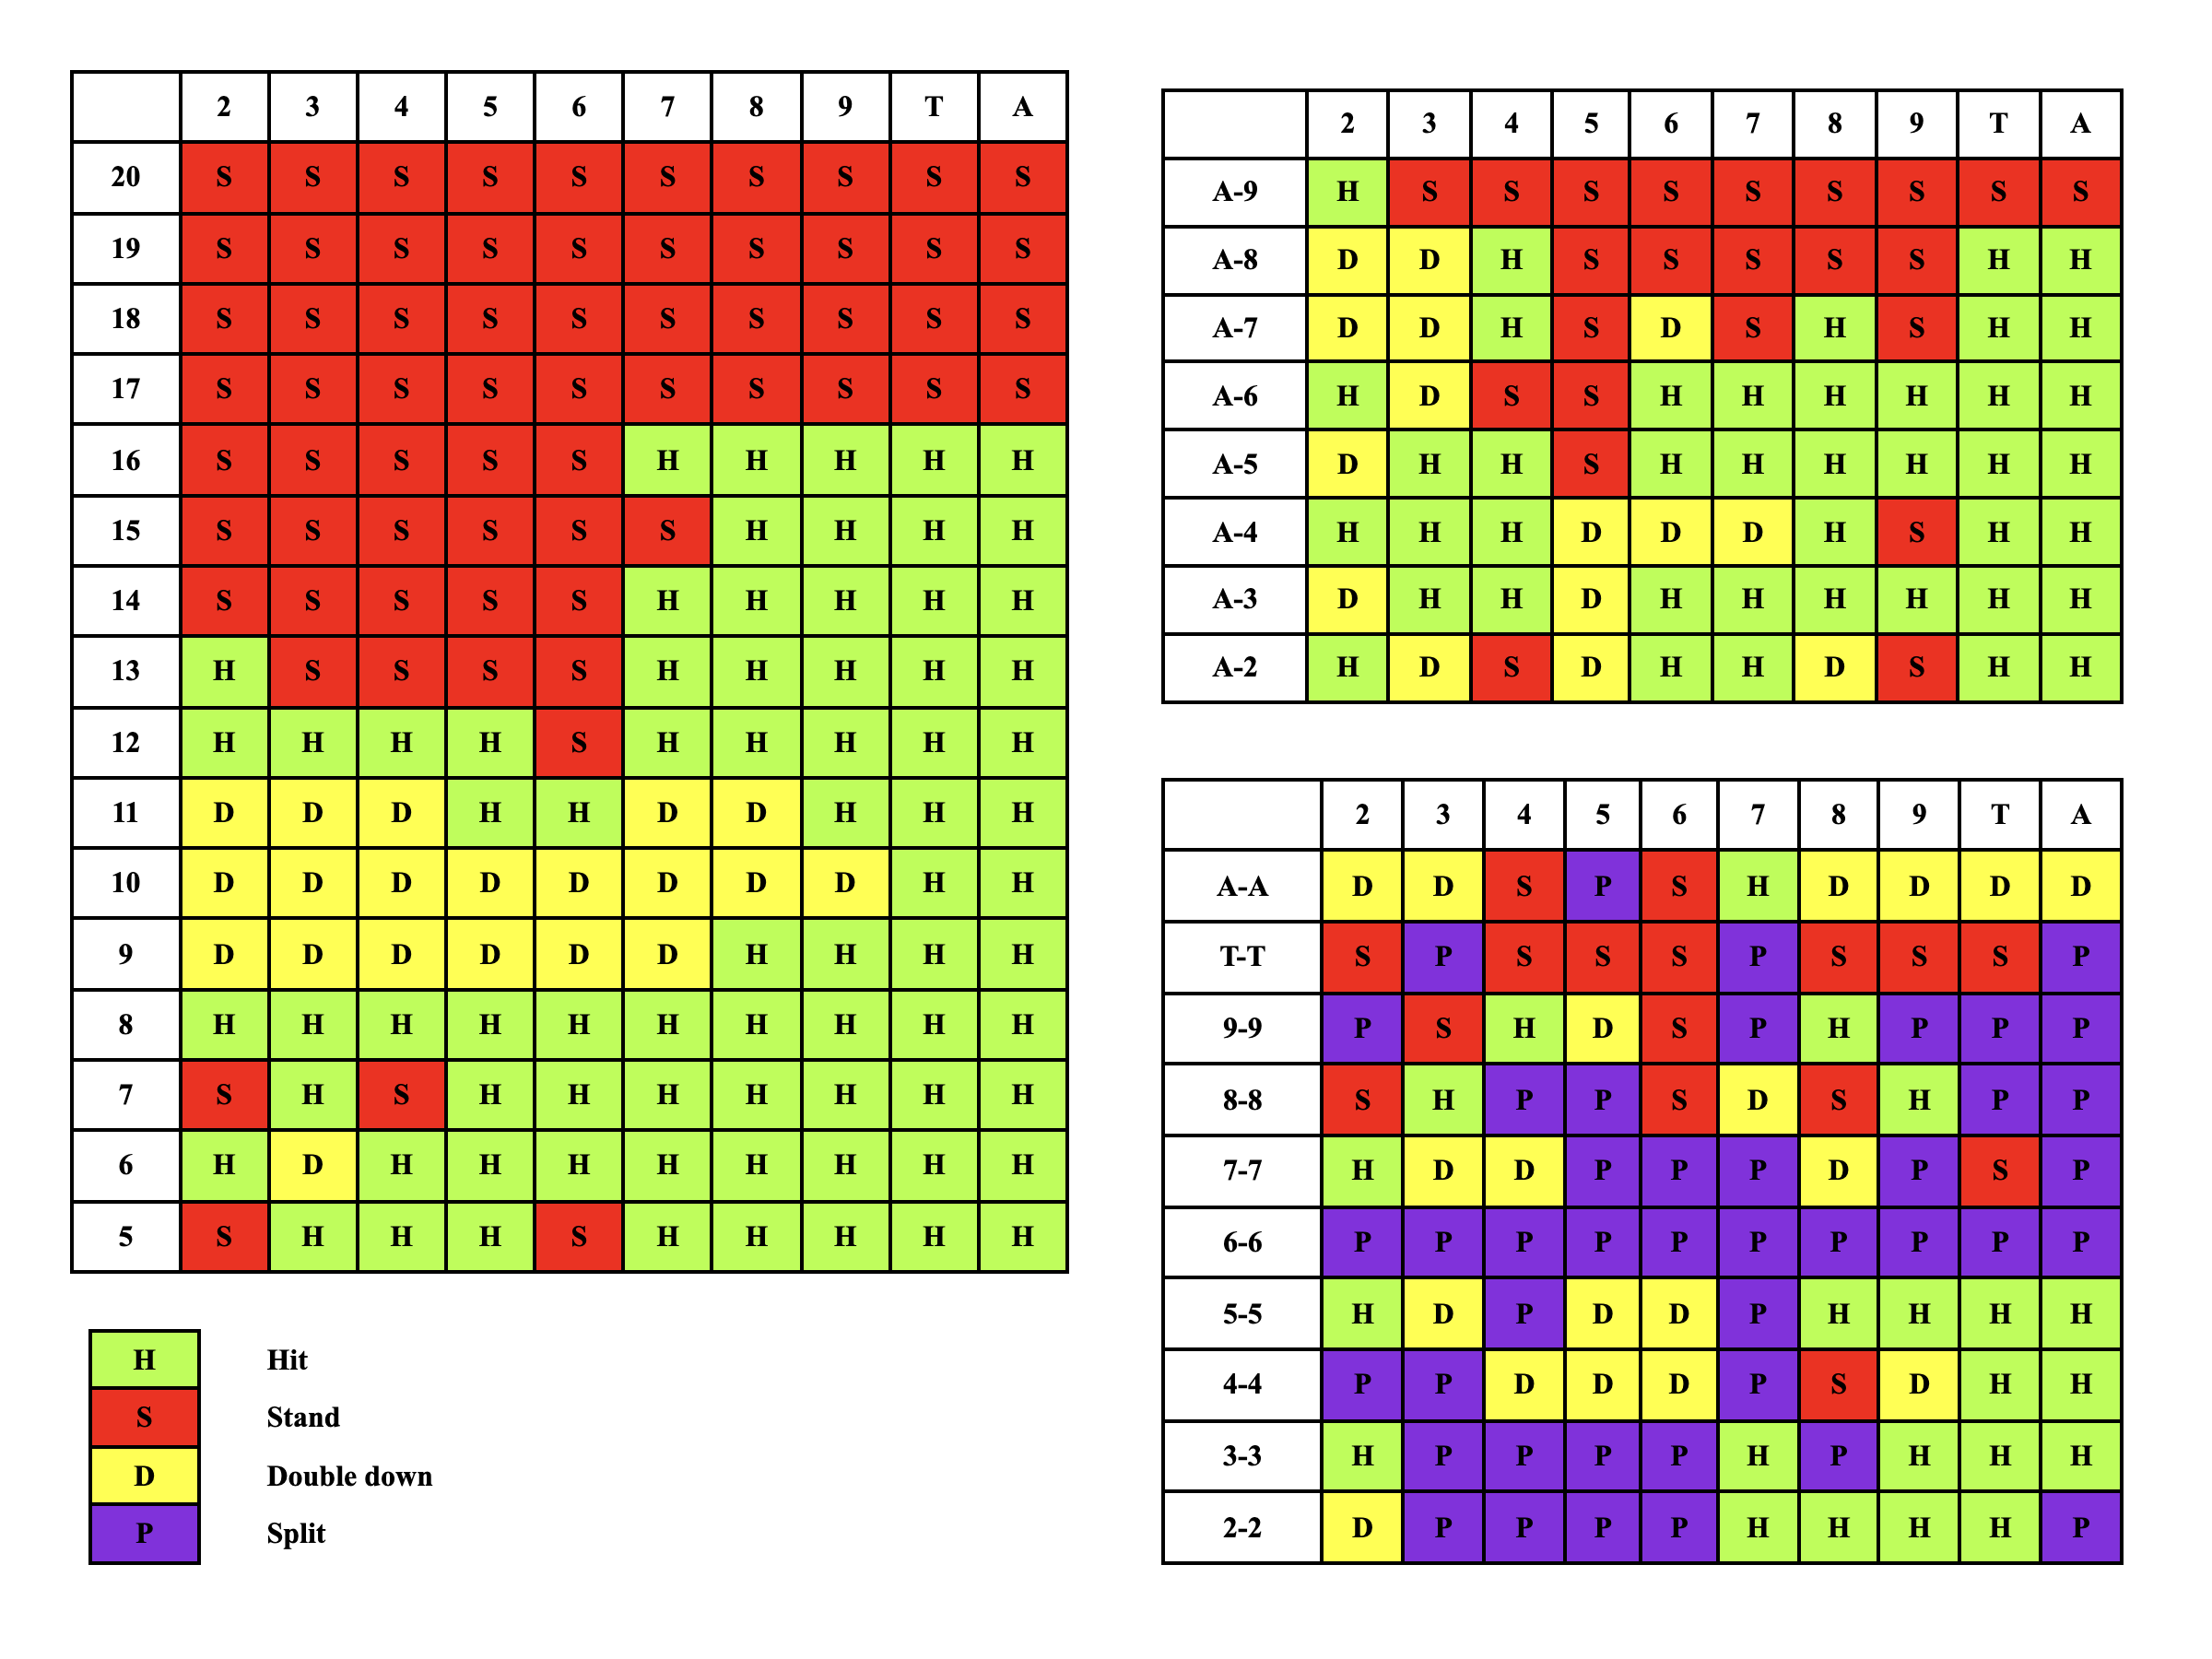 2 3 4 5 6 7 8 9 T A
20 S S S S S S S S S S
19 S S S S S S S S S S
18 S S S S S S S S S S
17 S S S S S S S S S S
16 S S S S S H H H H H
15 S S S S S S H H H H
14 S S S S S H H H H H
13 H S S S S H H H H H
12 H H H H S H H H H H
11 D D D H H D D H H H
10 D D D D D D D D H H
9 D D D D D D H H H H
8 H H H H H H H H H H
7 S H S H H H H H H H
6 H D H H H H H H H H
5 S H H H S H H H H H
H Hit
S Stand
D Double down
P Split
2 3 4 5 6 7 8 9 T A
A-9 H S S S S S S S S S
A-8 D D H S S S S S H H
A-7 D D H S D S H S H H
A-6 H D S S H H H H H H
A-5 D H H S H H H H H H
A-4 H H H D D D H S H H
A-3 D H H D H H H H H H
A-2 H D S D H H D S H H
2 3 4 5 6 7 8 9 T A
A-A D D S P S H D D D D
T-T S P S S S P S S S P
9-9 P S H D S P H P P P
8-8 S H P P S D S H P P
7-7 H D D P P P D P S P
6-6 P P P P P P P P P P
5-5 H D P D D P H H H H
4-4 P P D D D P S D H H
3-3 H P P P P H P H H H
2-2 D P P P P H H H H P